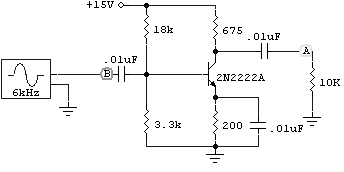 +15V
18k
675
.01uF
A
.01uF
B
2N2222A
6kHz
10K
3.3k
200
.01uF